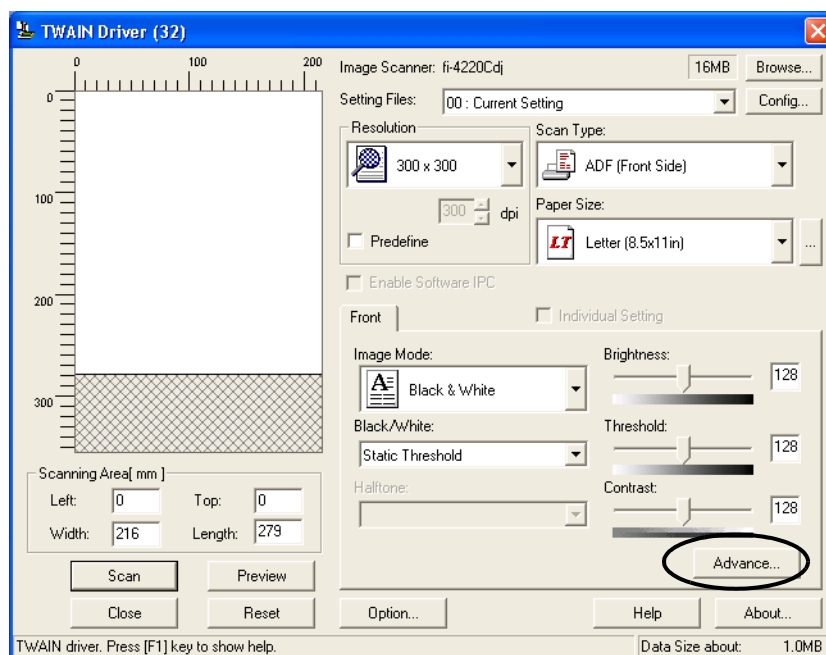 TWAIN Driver (32)
0 100 200
0
100
200
300
Image Scanner: fi-4220Cdj 16MB Browse...
Setting Files: 00 : Current Setting Config...
Resolution
300 x 300
300 dpi
Predefine
Scan Type:
ADF (Front Side)
Paper Size:
LT Letter (8.5x11in) ...
Enable Software IPC
Front
Individual Setting
Image Mode:
A Black & White
Black/White:
Static Threshold
Halftone:
Brightness:
128
Threshold:
128
Contrast:
128
Advance...
Scanning Area[ mm ]
Left: 0 Top: 0
Width: 216 Length: 279
Scan Preview
Close Reset Option... Help About...
TWAIN driver. Press [F1] key to show help. Data Size about: 1.0MB